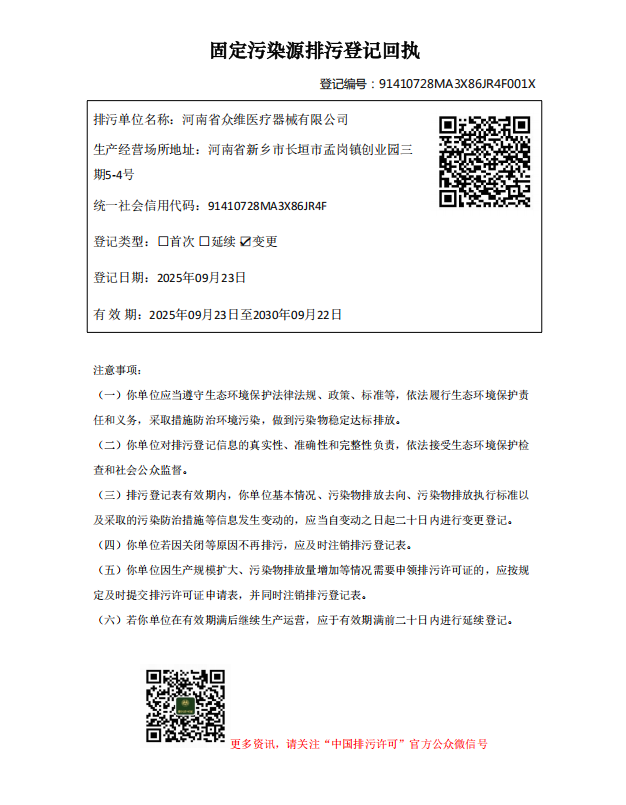 固定污染源排污登记回执
登记编号：91410728MA3X86JR4F001X
排污单位名称：河南省众维医疗器械有限公司
生产经营场所地址：河南省新乡市长垣市孟岗镇创业园三
期5-4号
统一社会信用代码：91410728MA3X86JR4F
登记类型：☐首次 ☐延续 ☑变更
登记日期：2025年09月23日
有 效 期：2025年09月23日至2030年09月22日
注意事项：
（一）你单位应当遵守生态环境保护法律法规、政策、标准等，依法履行生态环境保护责
任和义务，采取措施防治环境污染，做到污染物稳定达标排放。
（二）你单位对排污登记信息的真实性、准确性和完整性负责，依法接受生态环境保护检
查和社会公众监督。
（三）排污登记表有效期内，你单位基本情况、污染物排放去向、污染物排放执行标准以
及采取的污染防治措施等信息发生变动的，应当自变动之日起二十日内进行变更登记。
（四）你单位若因关闭等原因不再排污，应及时注销排污登记表。
（五）你单位因生产规模扩大、污染物排放量增加等情况需要申领排污许可证的，应按规
定及时提交排污许可证申请表，并同时注销排污登记表。
（六）若你单位在有效期满后继续生产运营，应于有效期满前二十日内进行延续登记。
更多资讯，请关注“中国排污许可”官方公众微信号